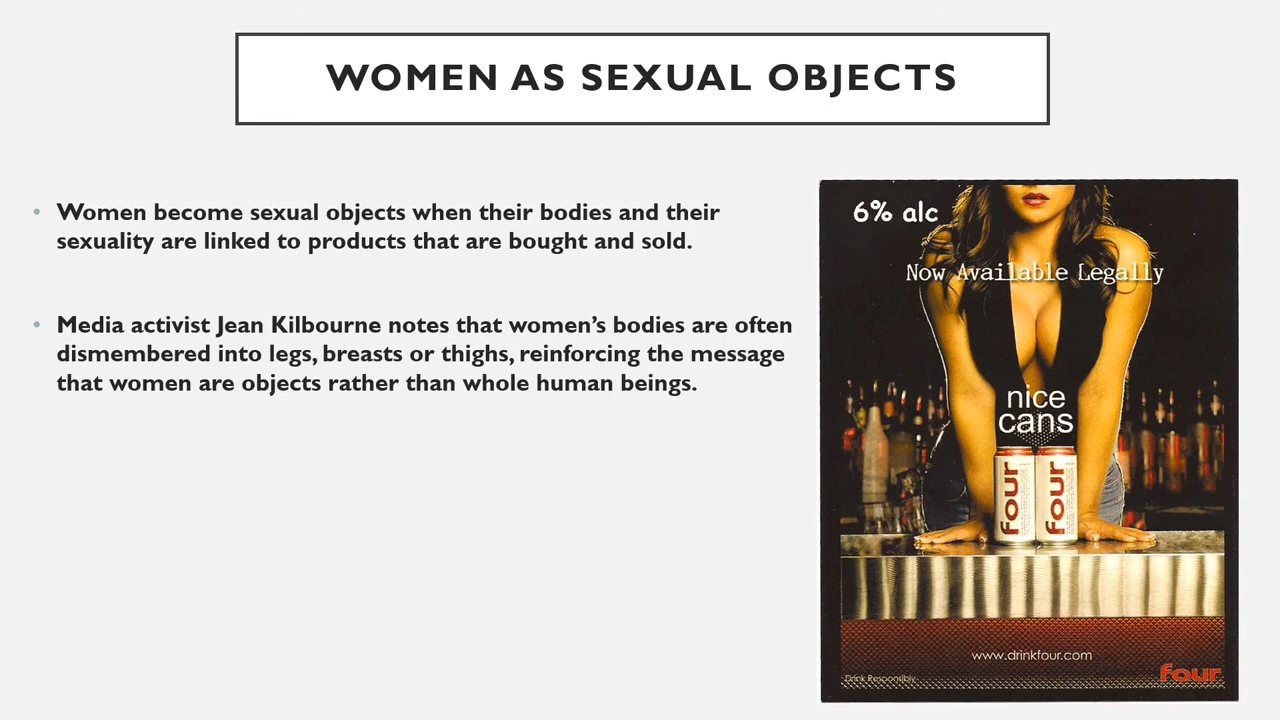 WOMEN AS SEXUAL OBJECTS
• Women become sexual objects when their bodies and their
sexuality are linked to products that are bought and sold.
• Media activist Jean Kilbourne notes that women's bodies are often
dismembered into legs, breasts or thighs, reinforcing the message
that women are objects rather than whole human beings.
6% alc
Now Available Legally
nice
cans
four four
www.drinkfour.com
Drink Responsibly
four